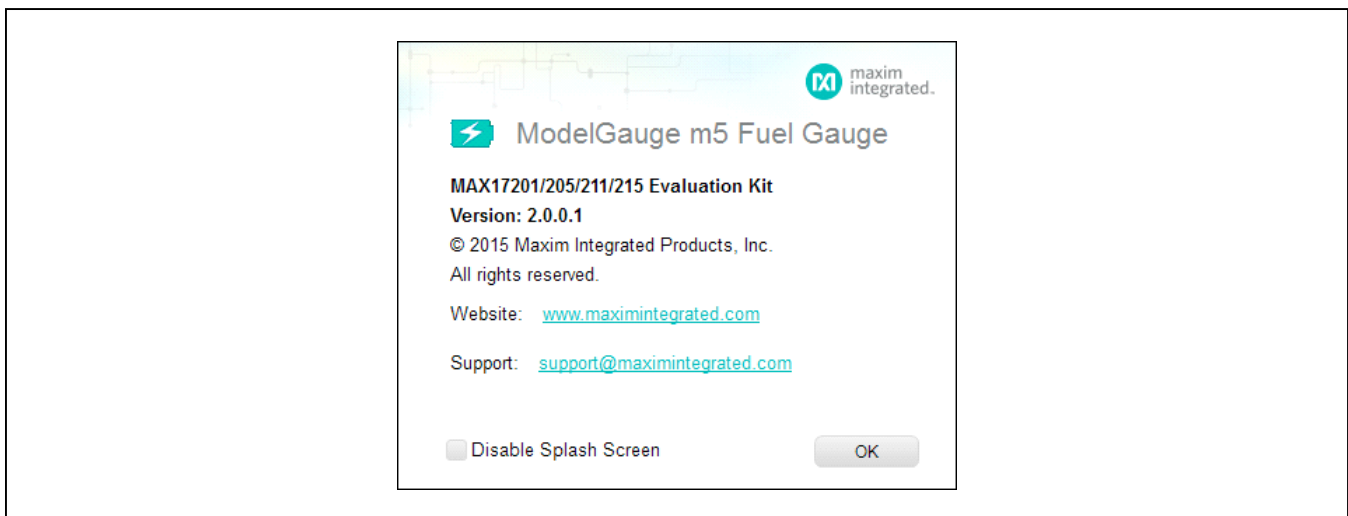 maxim
integrated™
ModelGauge m5 Fuel Gauge
MAX17201/205/211/215 Evaluation Kit
Version: 2.0.0.1
© 2015 Maxim Integrated Products, Inc.
All rights reserved.
Website: www.maximintegrated.com
Support: support@maximintegrated.com
Disable Splash Screen
OK